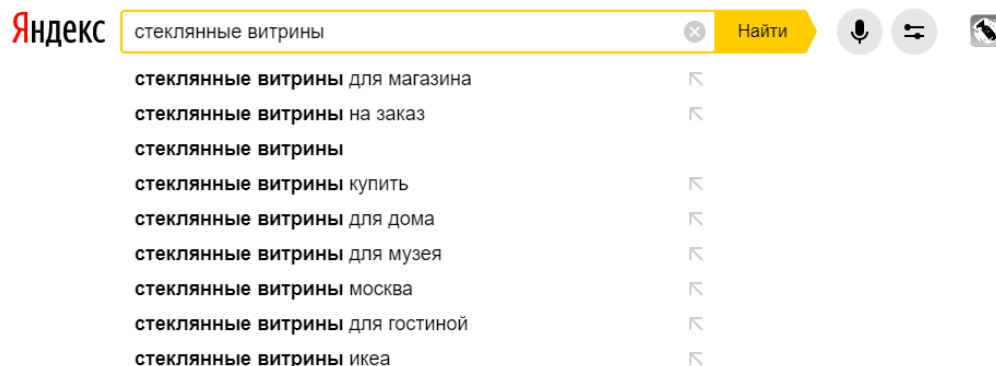 Яндекс
стеклянные витрины
Найти
стеклянные витрины для магазина
стеклянные витрины на заказ
стеклянные витрины
стеклянные витрины купить
стеклянные витрины для дома
стеклянные витрины для музея
стеклянные витрины москва
стеклянные витрины для гостиной
стеклянные витрины икеа